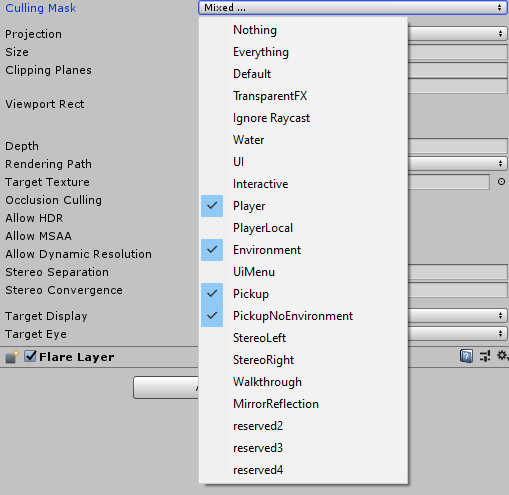 Culling Mask Mixed ...
Nothing
Projection
Everything
Size
Default
Clipping Planes
TransparentFX
Viewport Rect
Ignore Raycast
Water
Depth
UI
Rendering Path
Target Texture
Interactive
Occlusion Culling
Player
Allow HDR
PlayerLocal
Allow MSAA
Environment
Allow Dynamic Resolution
UiMenu
Stereo Separation
Pickup
Stereo Convergence
PickupNoEnvironment
Target Display
StereoLeft
Target Eye
StereoRight
Flare Layer
Walkthrough
MirrorReflection
reserved2
reserved3
reserved4